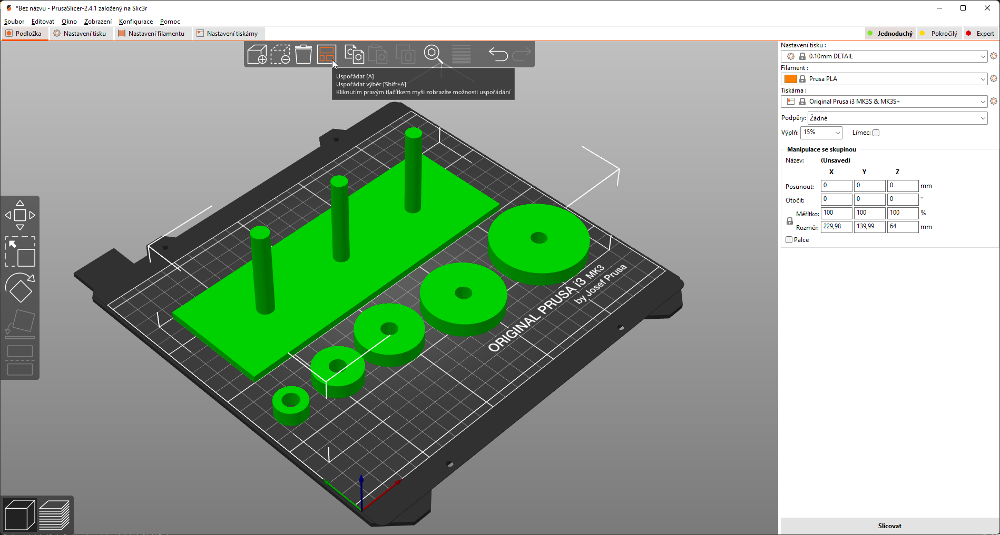 *Bez názvu - PrusaSlicer-2.4.1 založený na Slic3r
Soubor Editovat Okno Zobrazení Konfigurace Pomoc
Podložka Nastavení tisku Nastavení filamentu Nastavení tiskárny
Jednoduchý Pokročilý Expert
Uspořádat [A]
Uspořádat výběr [Shift+A]
Kliknutím pravým tlačítkem myši zobrazíte možnosti uspořádání
ORIGINAL PRUSA i3 MK3
by Josef Prusa
Nastavení tisku :
0.10mm DETAIL
Filament :
Prusa PLA
Tiskárna :
Original Prusa i3 MK3S & MK3S+
Podpěry: Žádné
Výplň: 15% Límec:
Manipulace se skupinou
Název: (Unsaved)
X Y Z
Posunout: 0 0 0 mm
Otočit: 0 0 0 °
Měřítko: 100 100 100 %
Rozměr: 229,98 139,99 64 mm
Palce
Slicovat